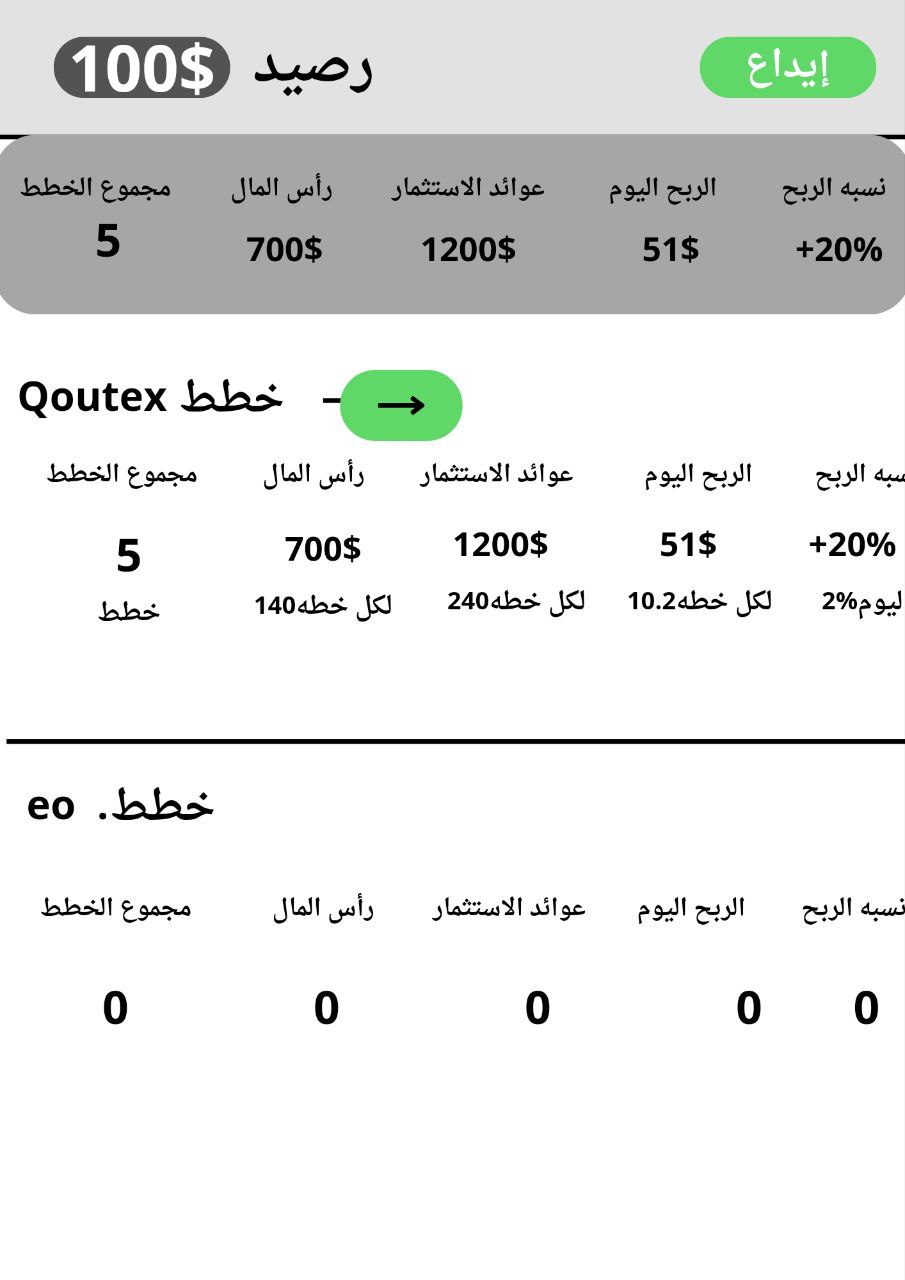 رصيد 100$ إيداع
مجموع الخطط رأس المال عوائد الاستثمار الربح اليوم نسبه الربح
5 700$ 1200$ 51$ +20%
خطط Qoutex – →
مجموع الخطط رأس المال عوائد الاستثمار الربح اليوم سبه الربح
5 700$ 1200$ 51$ +20%
خطط لكل خطه140 لكل خطه240 لكل خطه10.2 ليوم2%
خطط. eo
مجموع الخطط رأس المال عوائد الاستثمار الربح اليوم نسبه الربح
0 0 0 0 0